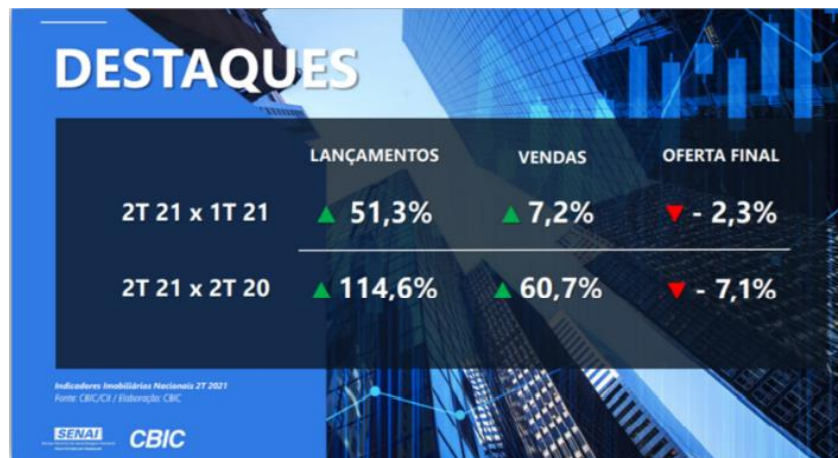 DESTAQUES
LANÇAMENTOS VENDAS OFERTA FINAL
2T 21 x 1T 21 ▲ 51,3% ▲ 7,2% ▼ - 2,3%
2T 21 x 2T 20 ▲ 114,6% ▲ 60,7% ▼ - 7,1%
Indicadores Imobiliários Nacionais 2T 2021
Fonte: CBIC/CII / Elaboração: CBIC
SENAI CBIC